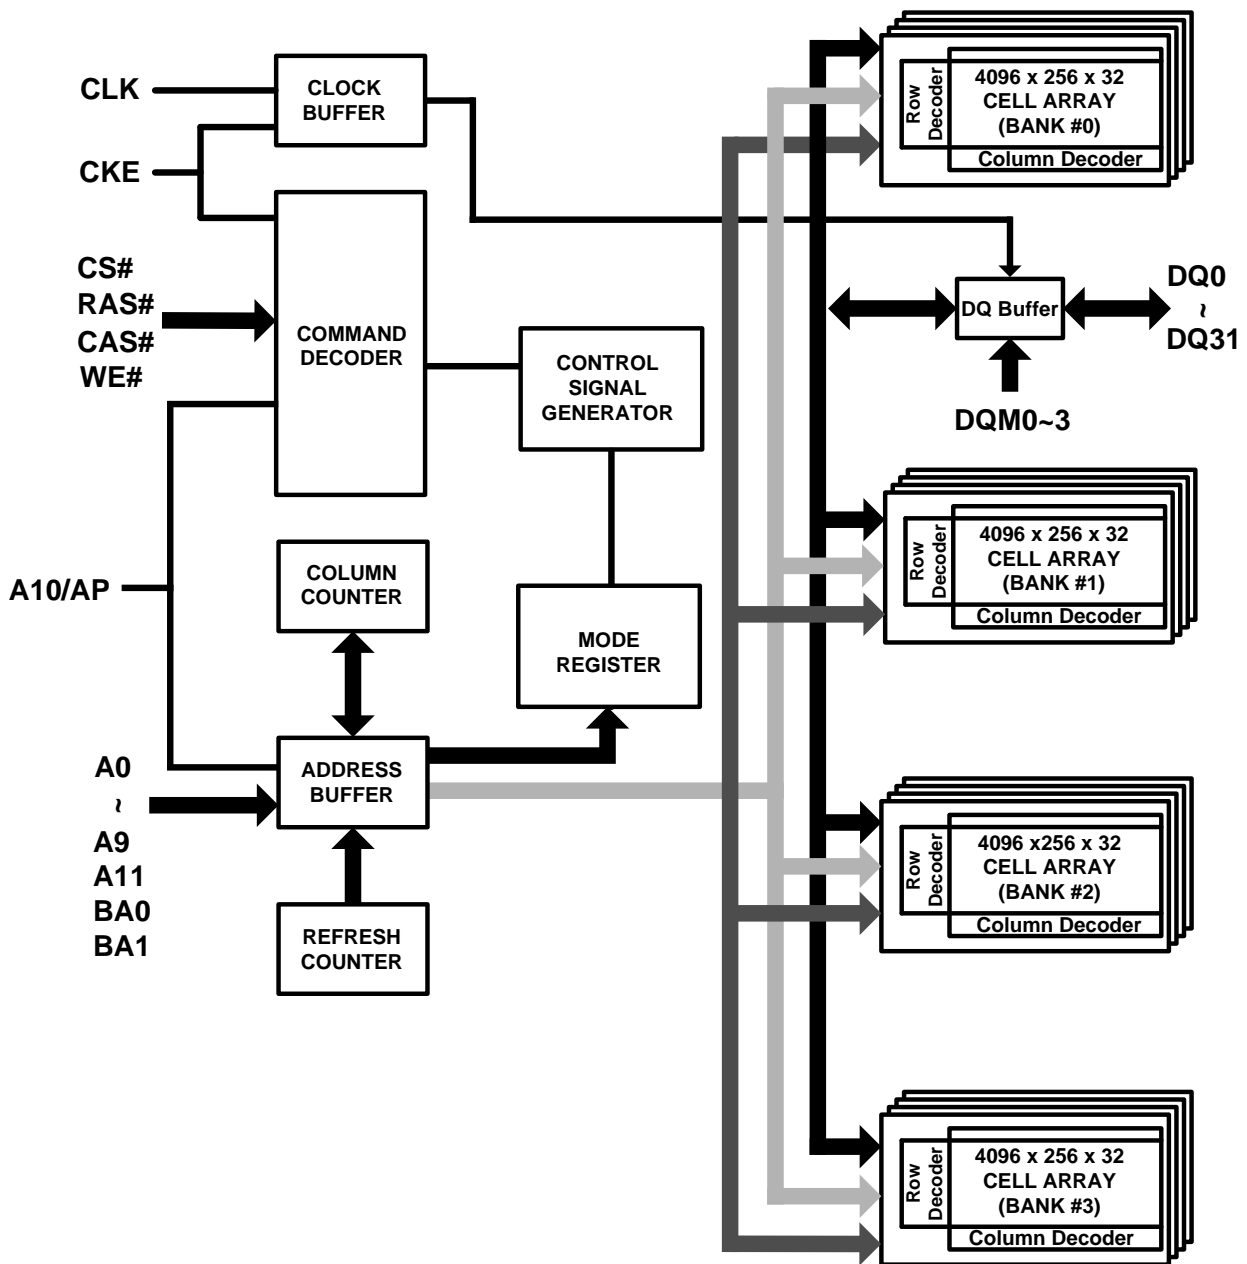 CLK
CKE
CS#
RAS#
CAS#
WE#
A10/AP
A0
~
A9
A11
BA0
BA1
CLOCK
BUFFER
COMMAND
DECODER
COLUMN
COUNTER
ADDRESS
BUFFER
REFRESH
COUNTER
CONTROL
SIGNAL
GENERATOR
MODE
REGISTER
Row
Decoder
4096 x 256 x 32
CELL ARRAY
(BANK #0)
Column Decoder
DQ Buffer
DQ0
~
DQ31
DQM0~3
Row
Decoder
4096 x 256 x 32
CELL ARRAY
(BANK #1)
Column Decoder
Row
Decoder
4096 x256 x 32
CELL ARRAY
(BANK #2)
Column Decoder
Row
Decoder
4096 x 256 x 32
CELL ARRAY
(BANK #3)
Column Decoder